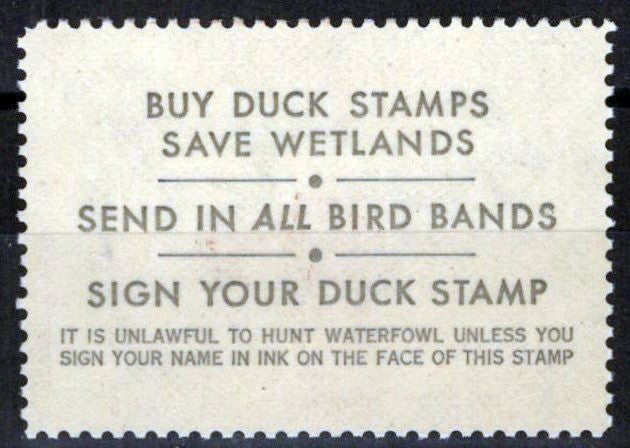 BUY DUCK STAMPS
SAVE WETLANDS
SEND IN ALL BIRD BANDS
SIGN YOUR DUCK STAMP
IT IS UNLAWFUL TO HUNT WATERFOWL UNLESS YOU
SIGN YOUR NAME IN INK ON THE FACE OF THIS STAMP